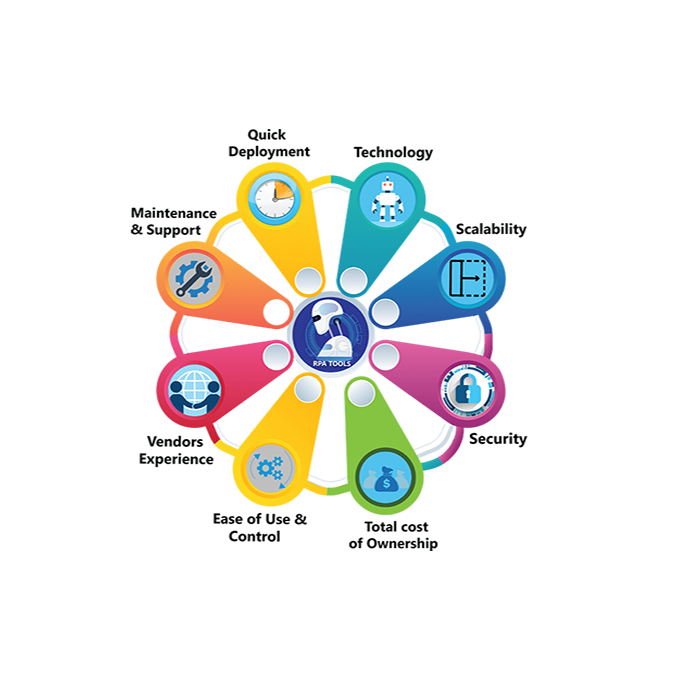 Quick
Deployment
Technology
Maintenance
& Support
Scalability
RPA TOOLS
$
Vendors
Experience
Security
Ease of Use &
Control
Total cost
of Ownership